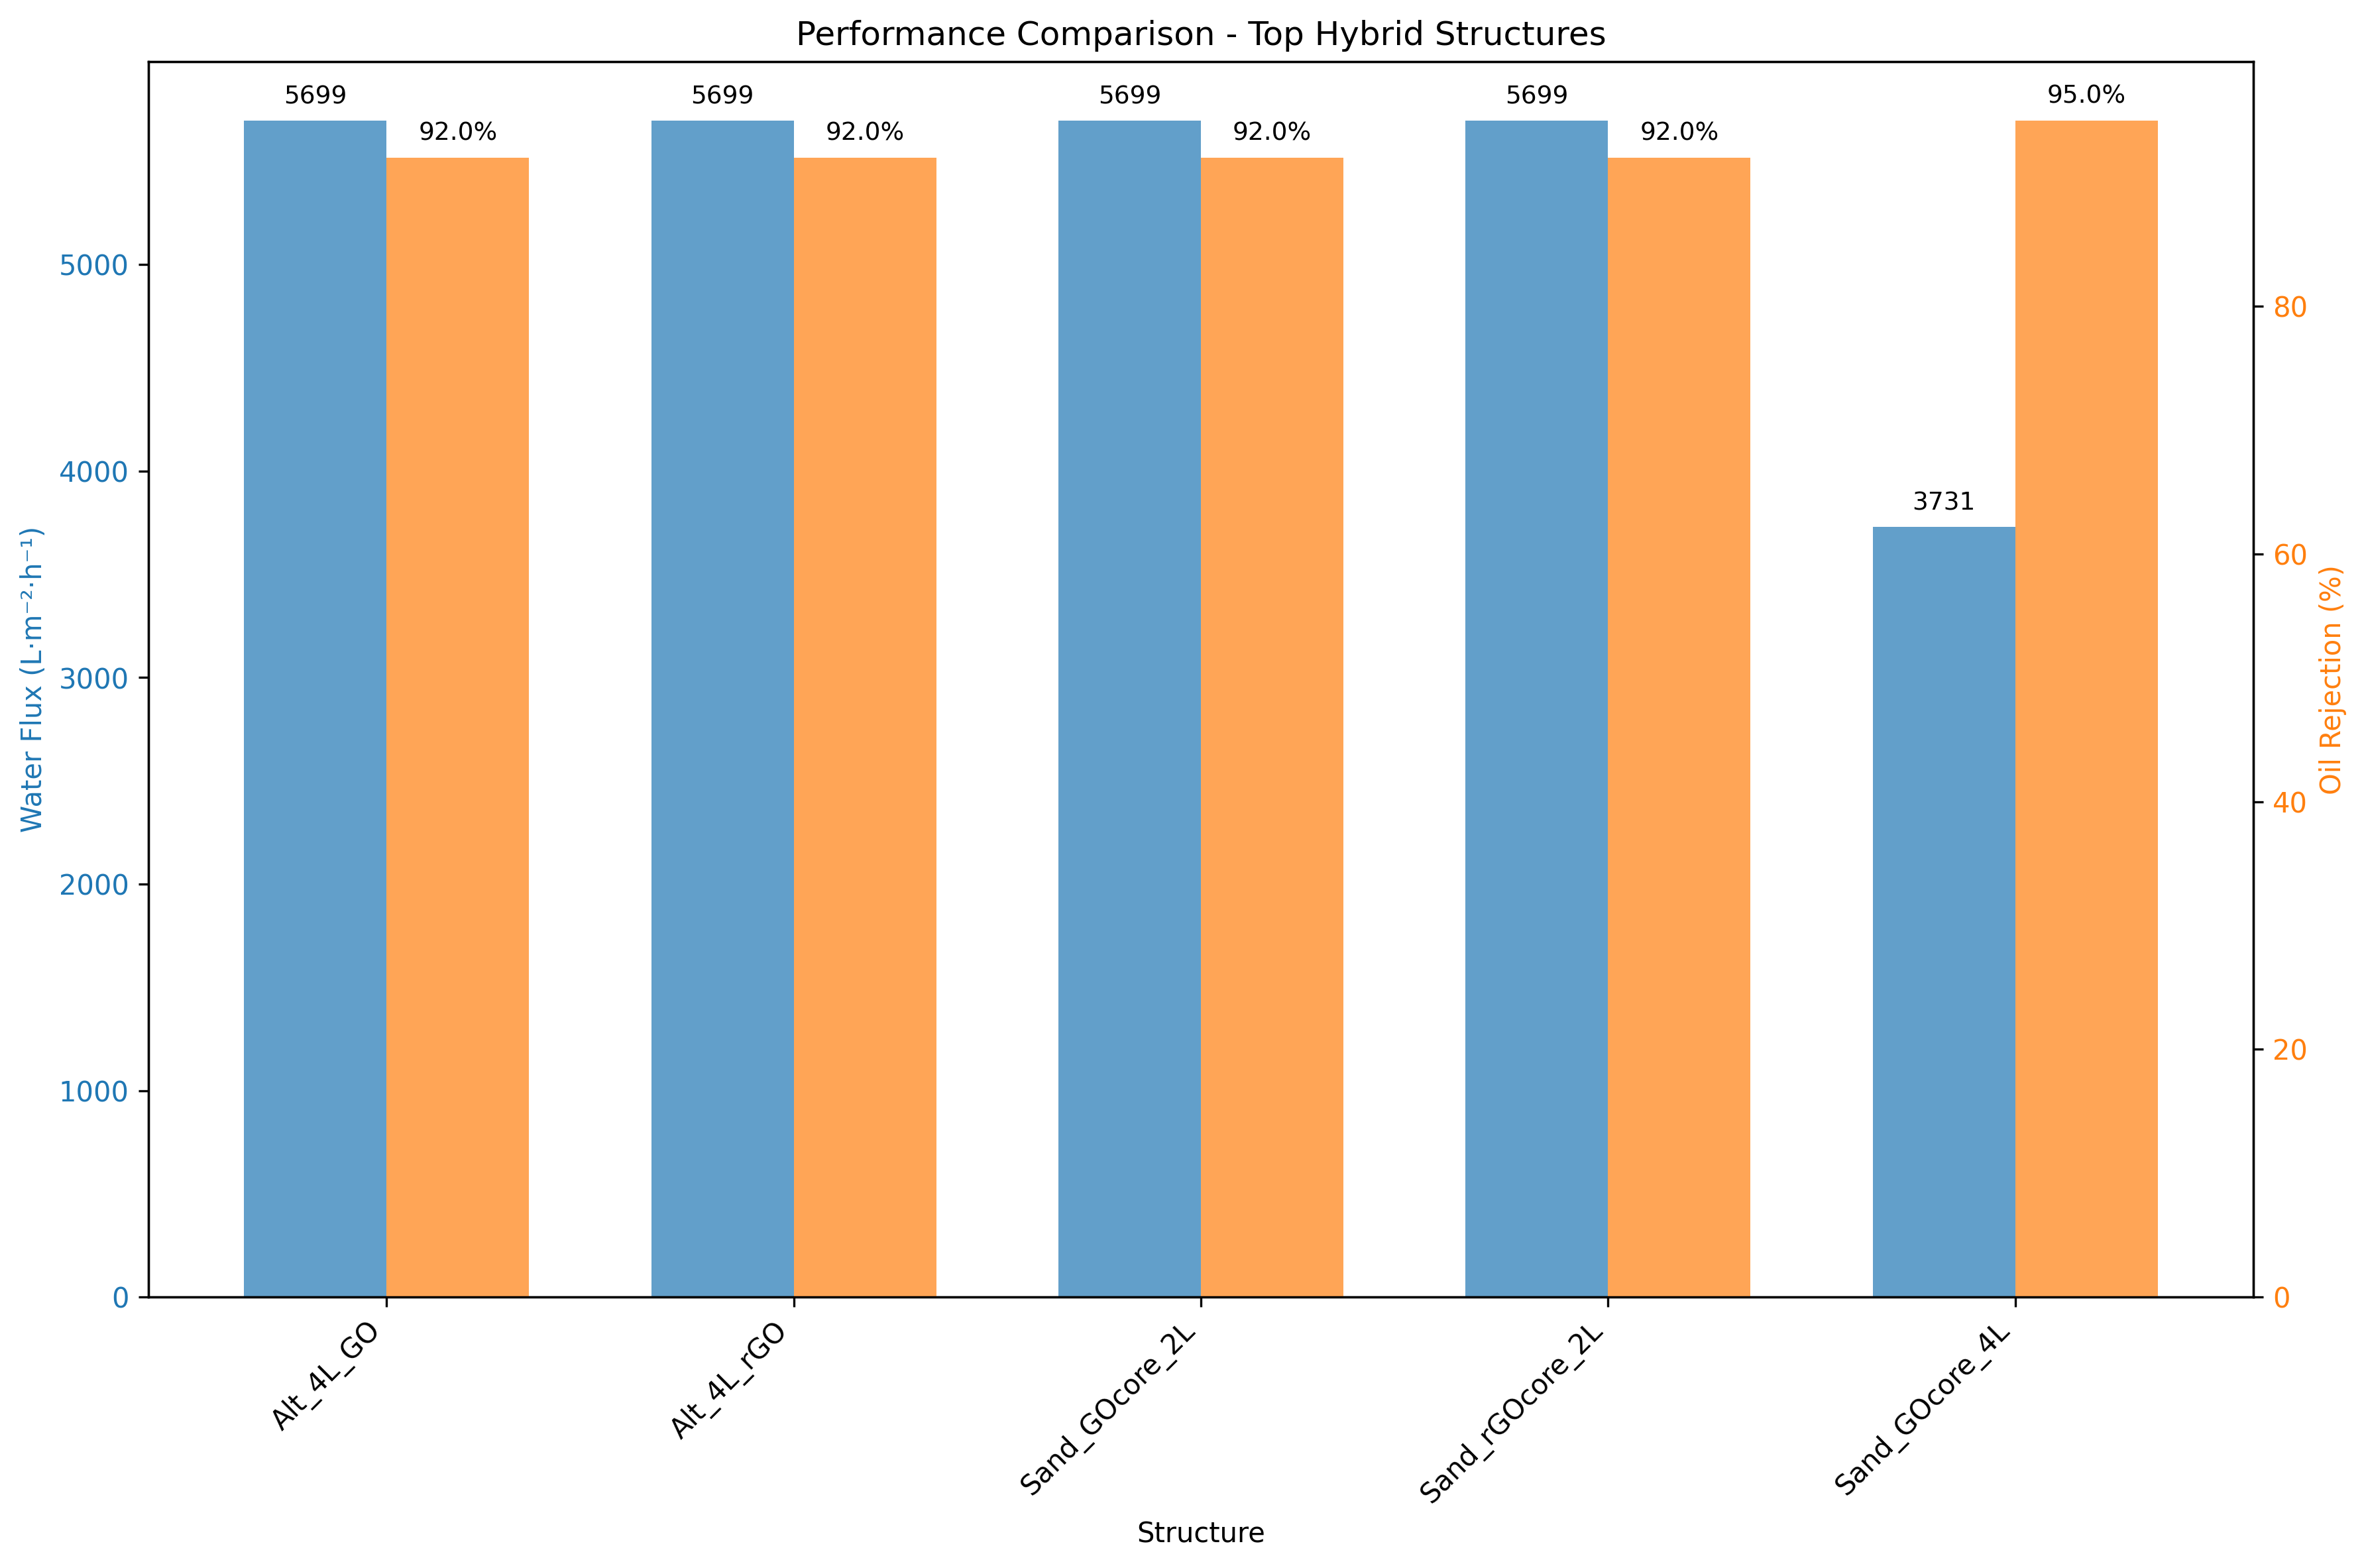 Performance Comparison - Top Hybrid Structures
5699
92.0%
5699
92.0%
5699
92.0%
5699
92.0%
3731
95.0%
Water Flux (L·m⁻²·h⁻¹)
5000
4000
3000
2000
1000
0
Oil Rejection (%)
80
60
40
20
0
Alt_4L_GO
Alt_4L_rGO
Sand_GOcore_2L
Sand_rGOcore_2L
Sand_GOcore_4L
Structure